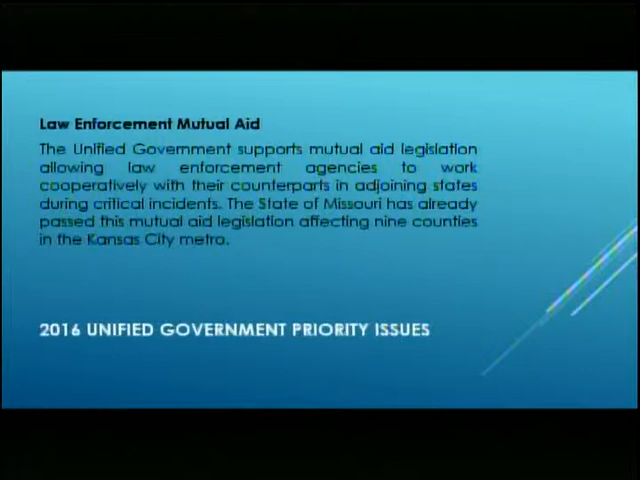 Law Enforcement Mutual Aid
The Unified Government supports mutual aid legislation
allowing law enforcement agencies to work
cooperatively with their counterparts in adjoining states
during critical incidents. The State of Missouri has already
passed this mutual aid legislation affecting nine counties
in the Kansas City metro.
2016 UNIFIED GOVERNMENT PRIORITY ISSUES